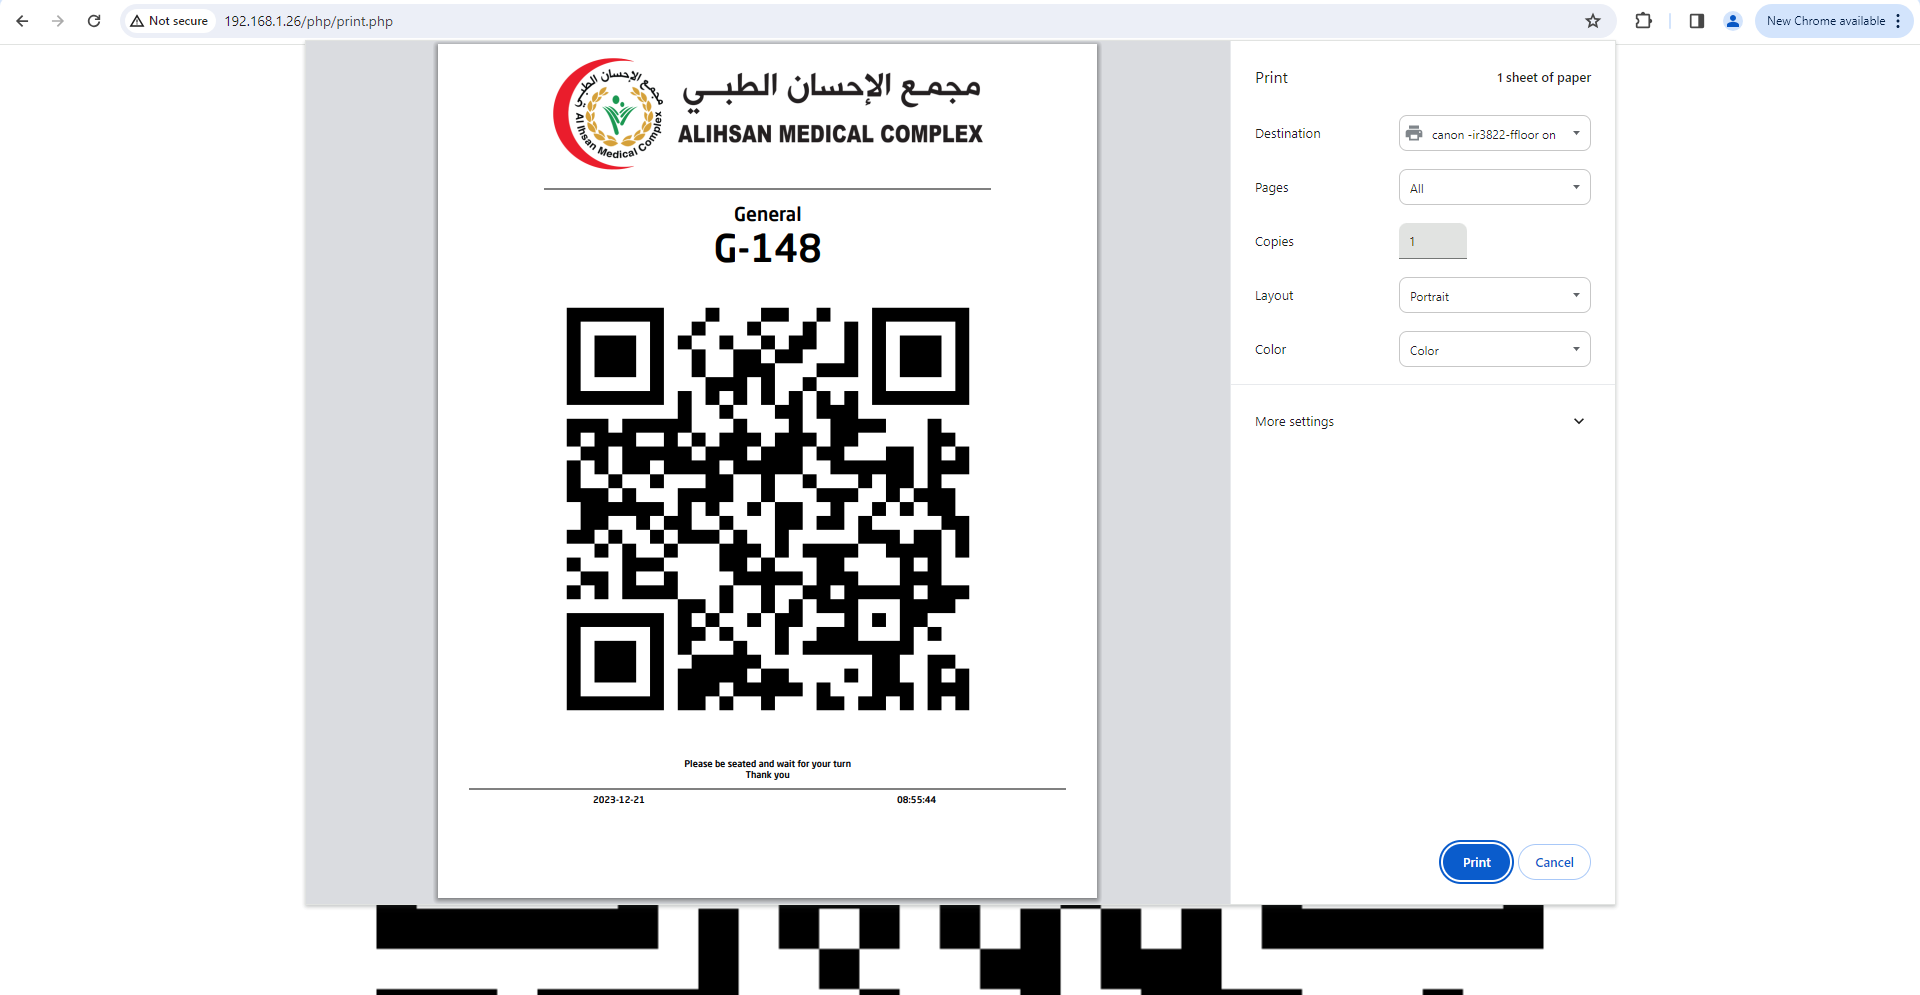 Not secure
192.168.1.26/php/print.php
New Chrome available
مجمع الإحسان الطبي
Al Ihsan Medical Complex
مجمع الإحسان الطبي
ALIHSAN MEDICAL COMPLEX
General
G-148
Please be seated and wait for your turn
Thank you
2023-12-21
08:55:44
Print
1 sheet of paper
Destination
canon -ir3822-ffloor on
Pages
All
Copies
1
Layout
Portrait
Color
Color
More settings
Print
Cancel